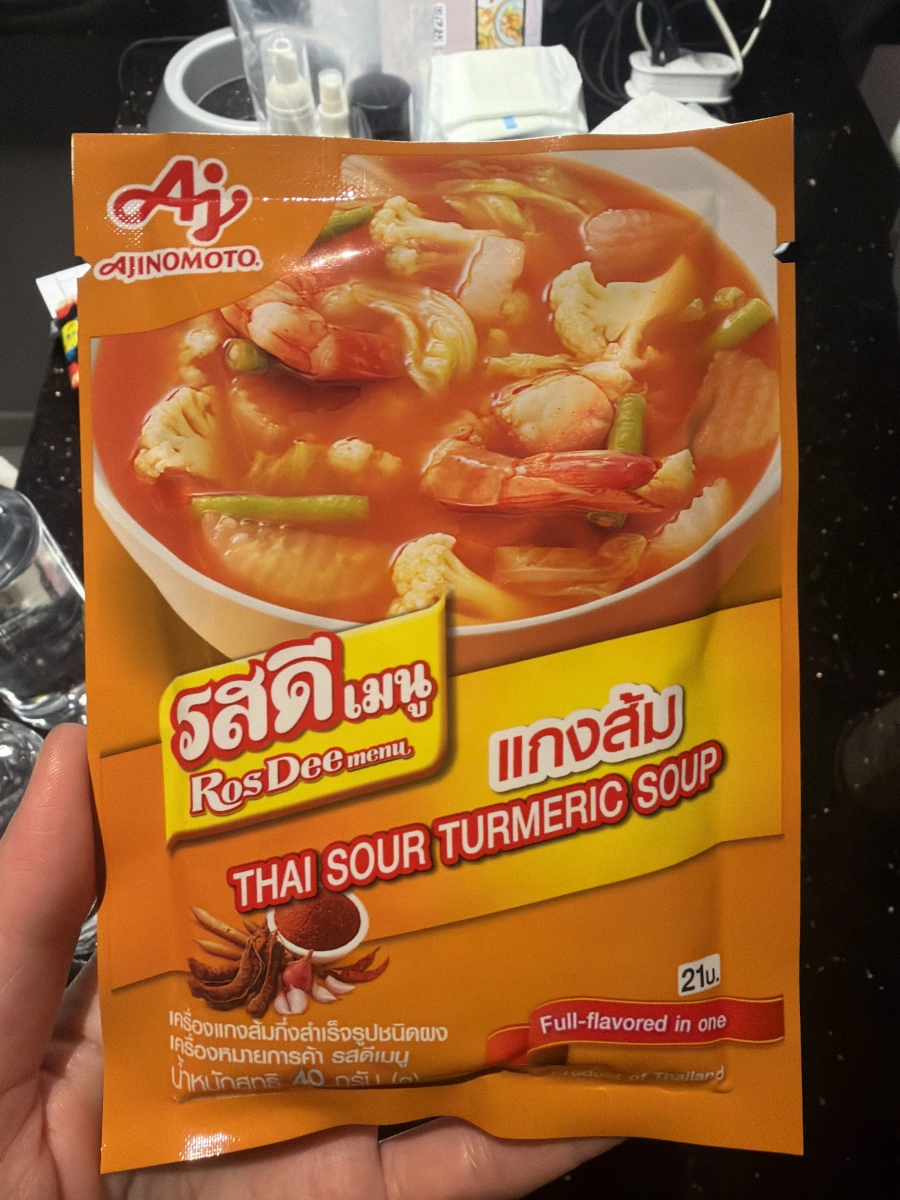 Aj
AJINOMOTO®
รสดี เมนู
RosDee menu
แกงส้ม
THAI SOUR TURMERIC SOUP
21บ.
Full-flavored in one
เครื่องแกงส้มกึ่งสำเร็จรูปชนิดผง
เครื่องหมายการค้า รสดีเมนู
น้ำหนักสุทธิ 40 กรัม (g)
Product of Thailand